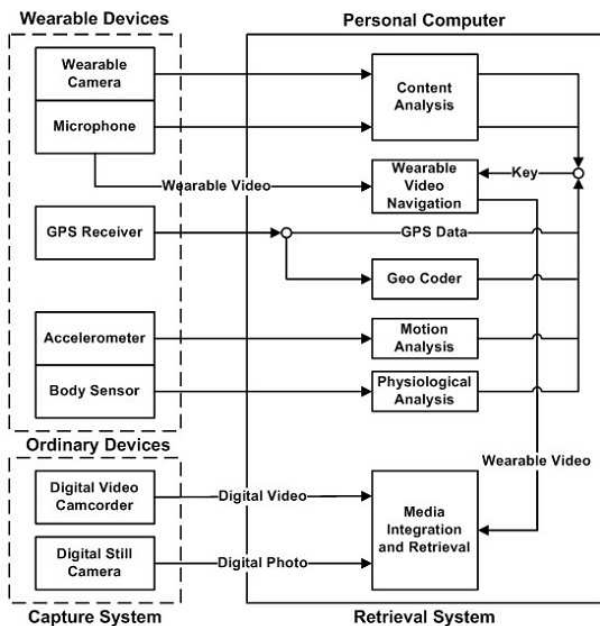 Wearable Devices
Personal Computer
Wearable
Camera
Microphone
Content
Analysis
Wearable Video
Wearable
Video
Navigation
Key
GPS Receiver
GPS Data
Geo Coder
Accelerometer
Motion
Analysis
Body Sensor
Physiological
Analysis
Ordinary Devices
Wearable Video
Digital Video
Camcorder
Digital Video
Media
Integration
and Retrieval
Digital Still
Camera
Digital Photo
Capture System
Retrieval System